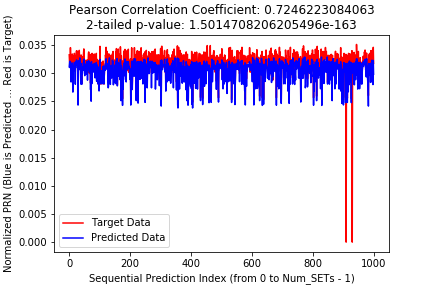 Pearson Correlation Coefficient: 0.7246223084063
2-tailed p-value: 1.5014708206205496e-163
Normalized PRN (Blue is Predicted ... Red is Target)
0.035
0.030
0.025
0.020
0.015
0.010
0.005
0.000
Target Data
Predicted Data
0 200 400 600 800 1000
Sequential Prediction Index (from 0 to Num_SETs - 1)